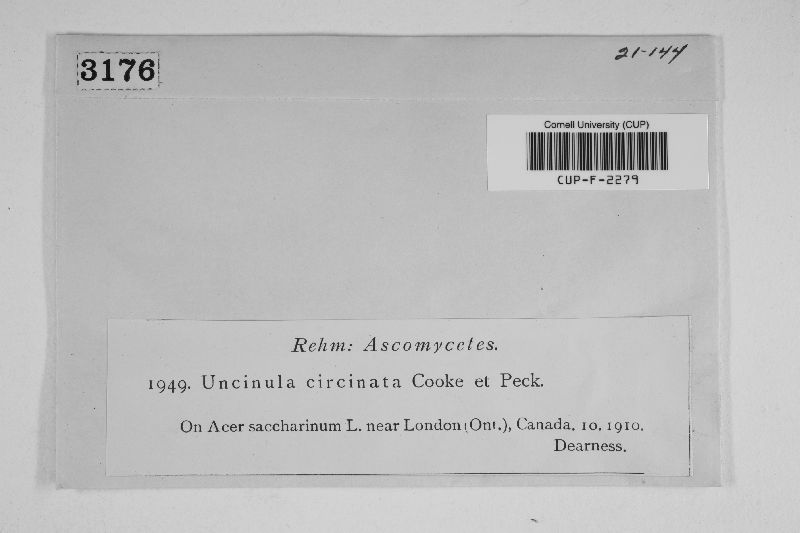 3176
21-144
Cornell University (CUP)
CUP-F-2279
Rehm: Ascomycetes.
1949. Uncinula circinata Cooke et Peck.
On Acer saccharinum L. near London (Ont.), Canada. 10, 1910.
Dearness.